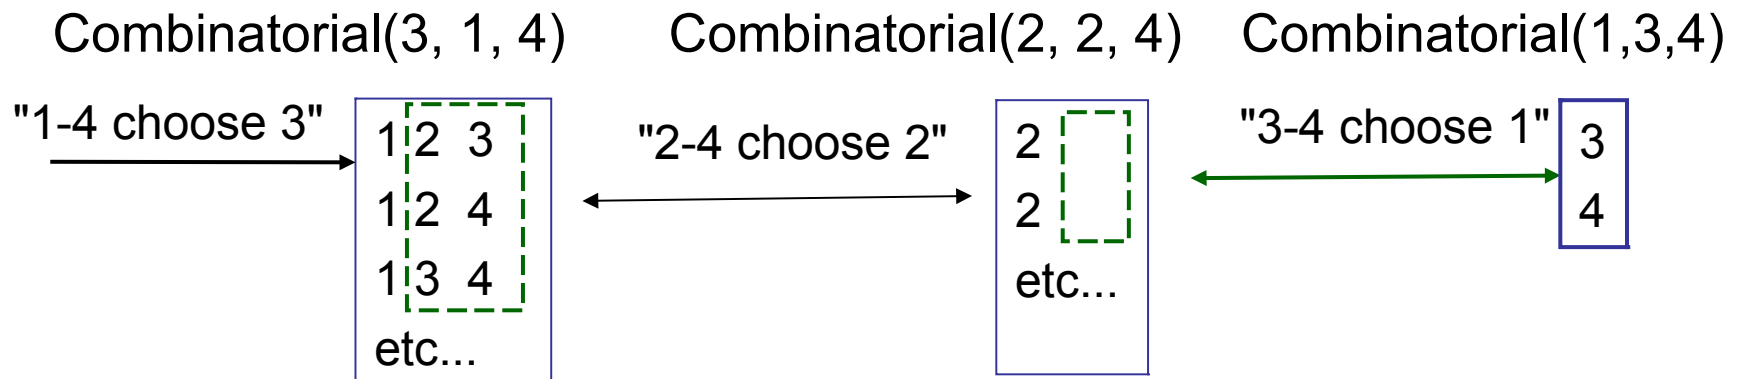 Combinatorial(3, 1, 4) Combinatorial(2, 2, 4) Combinatorial(1,3,4)
"1-4 choose 3"
1 2 3
1 2 4
1 3 4
etc...
"2-4 choose 2"
2
2
etc...
"3-4 choose 1"
3
4